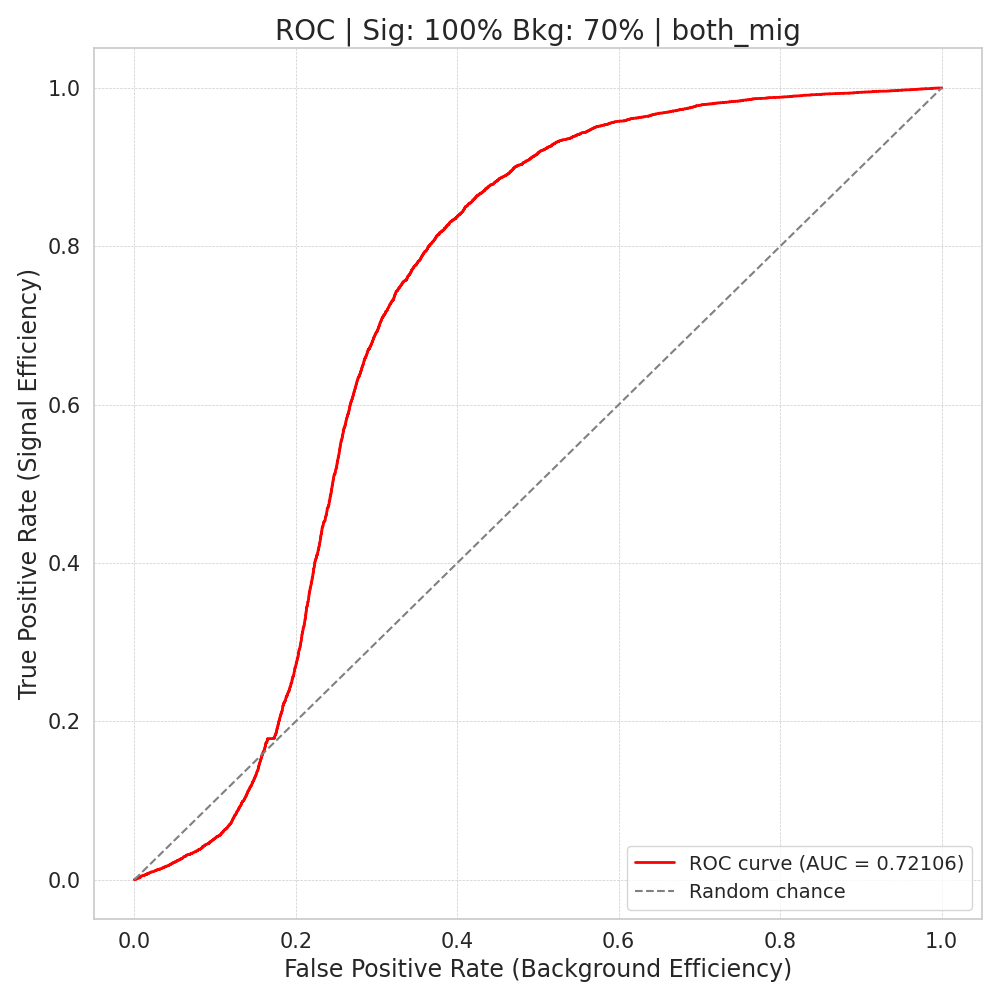 ROC | Sig: 100% Bkg: 70% | both_mig
True Positive Rate (Signal Efficiency)
1.0
0.8
0.6
0.4
0.2
0.0
ROC curve (AUC = 0.72106)
Random chance
0.0 0.2 0.4 0.6 0.8 1.0
False Positive Rate (Background Efficiency)